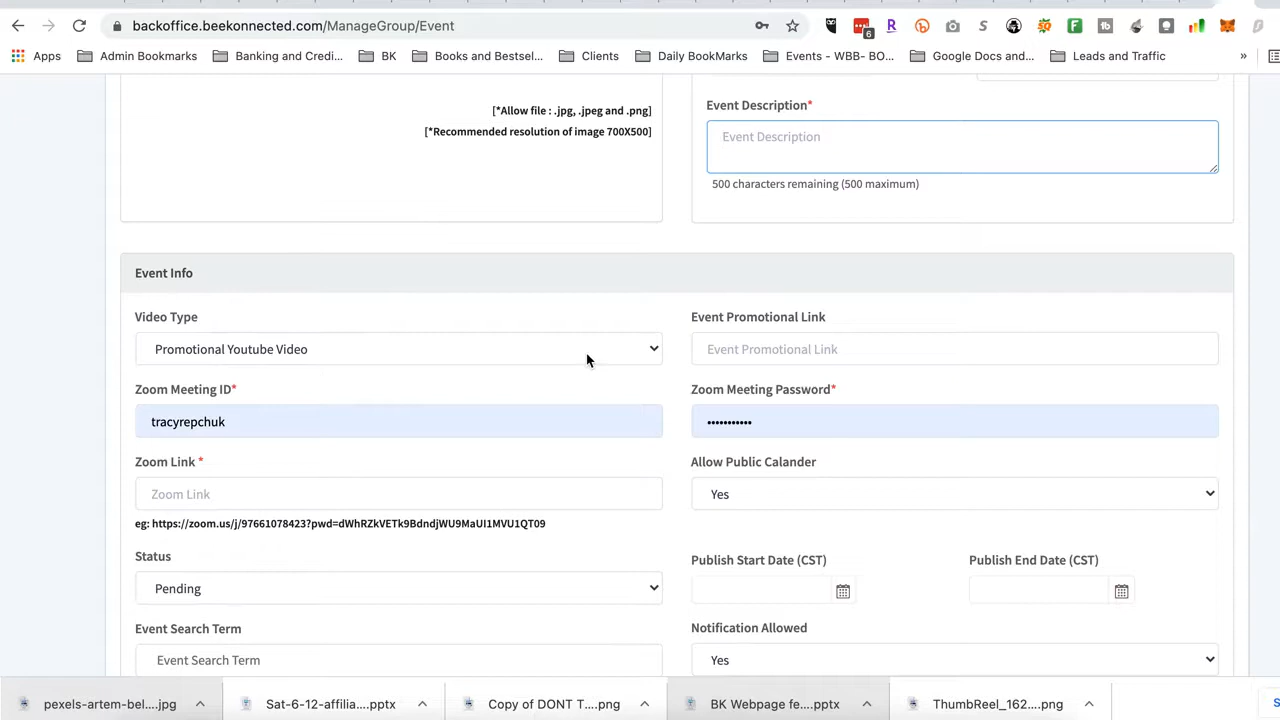 backoffice.beekonnected.com/ManageGroup/Event
6
Apps Admin Bookmarks Banking and Credi... BK Books and Bestsel... Clients Daily BookMarks Events - WBB- BO... Google Docs and... Leads and Traffic »
[*Allow file : .jpg, .jpeg and .png]
[*Recommended resolution of image 700X500]
Event Description*
Event Description
500 characters remaining (500 maximum)
Event Info
Video Type
Event Promotional Link
Promotional Youtube Video
Event Promotional Link
Zoom Meeting ID*
Zoom Meeting Password*
tracyrepchuk
•••••••••••
Zoom Link *
Allow Public Calander
Zoom Link
Yes
eg: https://zoom.us/j/97661078423?pwd=dWhRZkVETk9BdndjWU9MaUI1MVU1QT09
Status
Publish Start Date (CST)
Publish End Date (CST)
Pending
Event Search Term
Notification Allowed
Event Search Term
Yes
pexels-artem-bel....jpg
Sat-6-12-affilia....pptx
Copy of DONT T....png
BK Webpage fe....pptx
ThumbReel_162....png